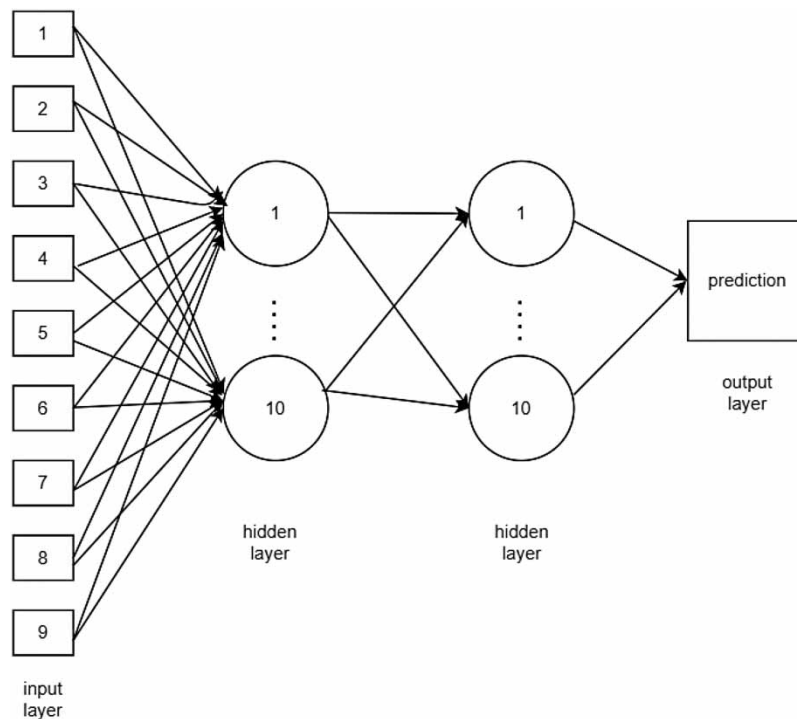 1
2
3
4
5
6
7
8
9
input
layer
1
10
hidden
layer
1
10
hidden
layer
prediction
output
layer